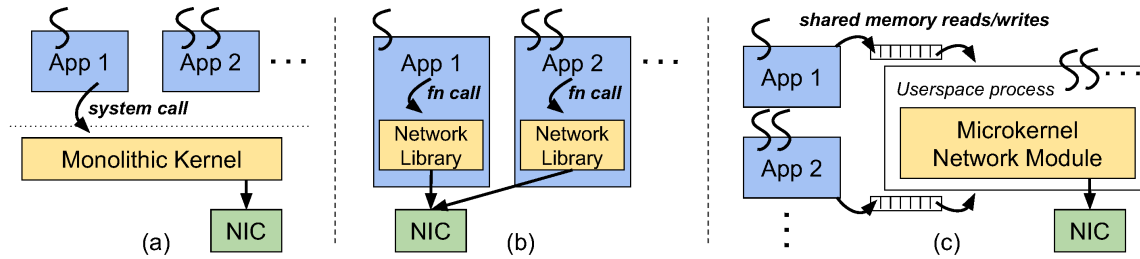 App 1
App 2
...
system call
Monolithic Kernel
NIC
(a)
App 1
App 2
...
fn call
fn call
Network
Library
Network
Library
NIC
(b)
shared memory reads/writes
App 1
Userspace process
...
Microkernel
Network Module
App 2
...
NIC
(c)